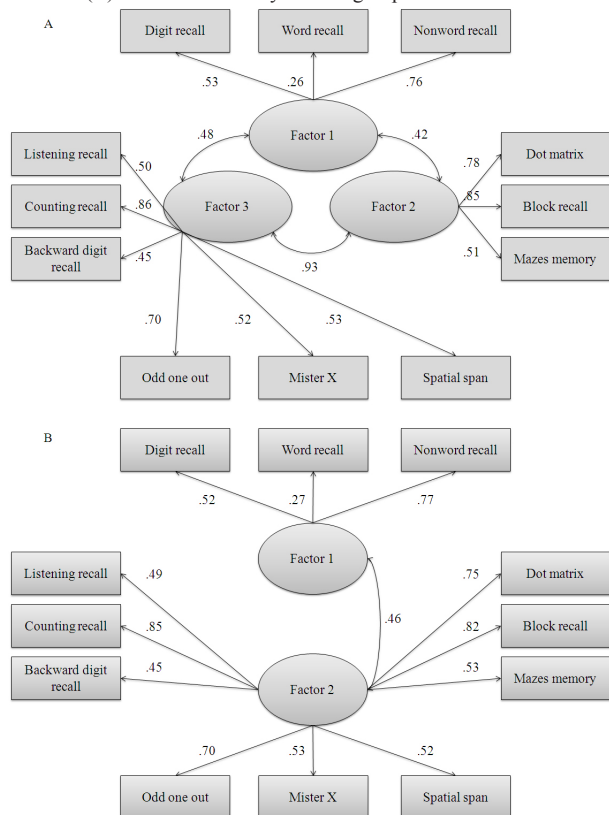 A
Digit recall
Word recall
Nonword recall
.53
.26
.76
Factor 1
.48
.42
Listening recall
.50
.78
Dot matrix
Counting recall
.86
Factor 3
Factor 2
.85
Block recall
Backward digit
recall
.45
.51
Mazes memory
.93
.70
.52
.53
Odd one out
Mister X
Spatial span
B
Digit recall
Word recall
Nonword recall
.52
.27
.77
Factor 1
Listening recall
.49
.75
Dot matrix
Counting recall
.85
.46
.82
Block recall
Backward digit
recall
.45
Factor 2
.53
Mazes memory
.70
.53
.52
Odd one out
Mister X
Spatial span